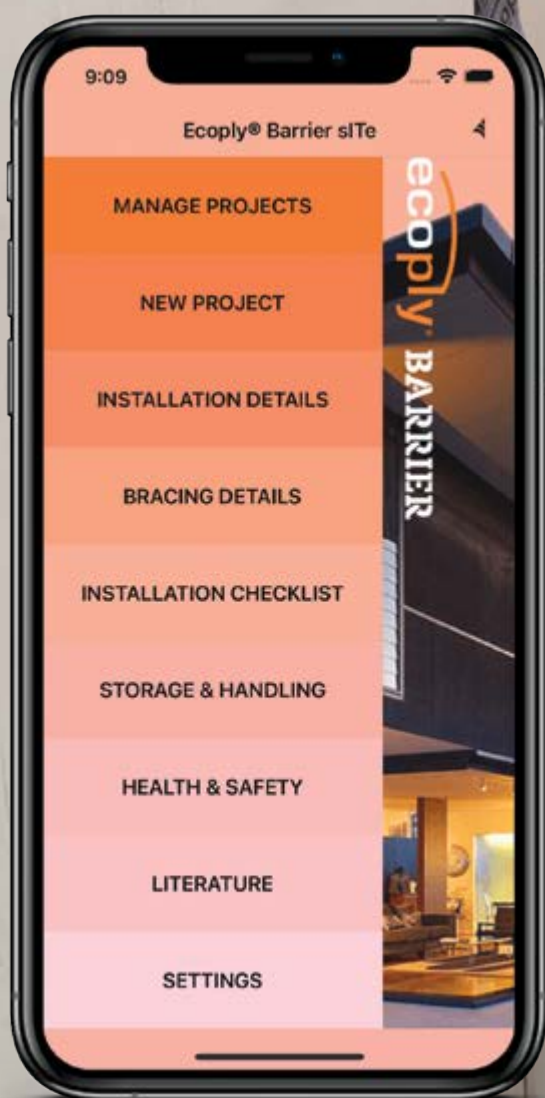 9:09
Ecoply® Barrier sITe
MANAGE PROJECTS
NEW PROJECT
INSTALLATION DETAILS
BRACING DETAILS
INSTALLATION CHECKLIST
STORAGE & HANDLING
HEALTH & SAFETY
LITERATURE
SETTINGS
ecoply® BARRIER